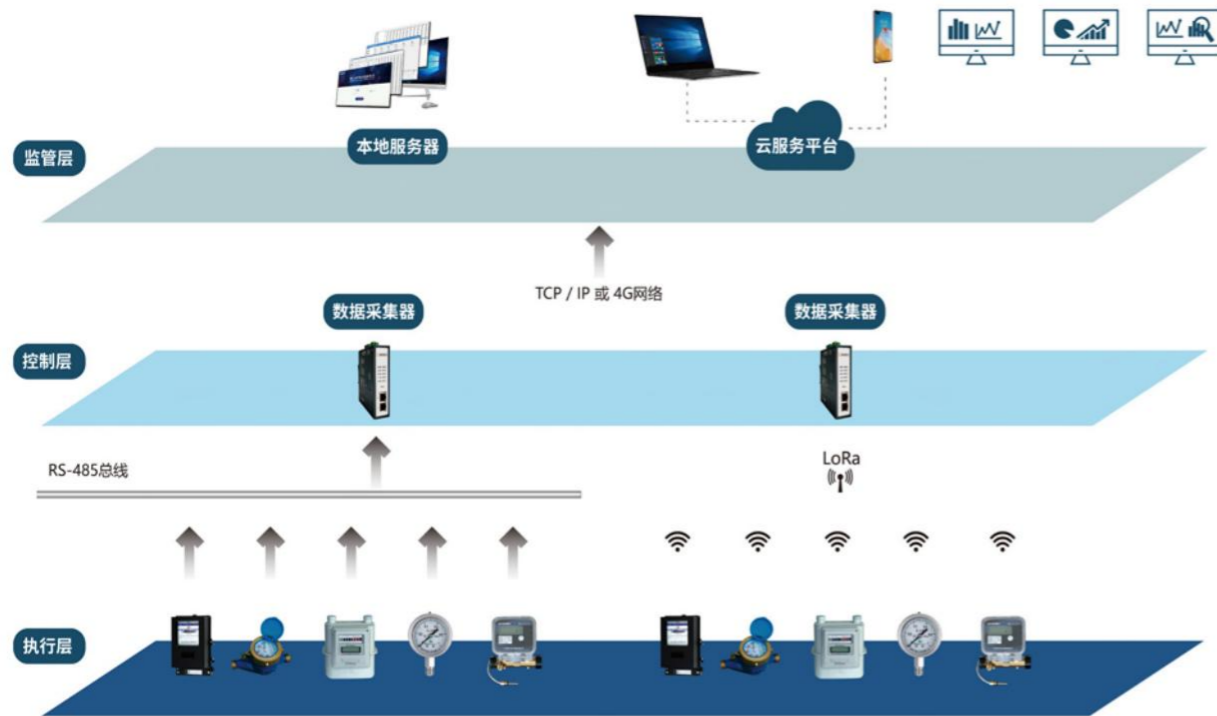 监管层
本地服务器
云服务平台
TCP / IP 或 4G网络
数据采集器
数据采集器
控制层
RS-485总线
LoRa
执行层